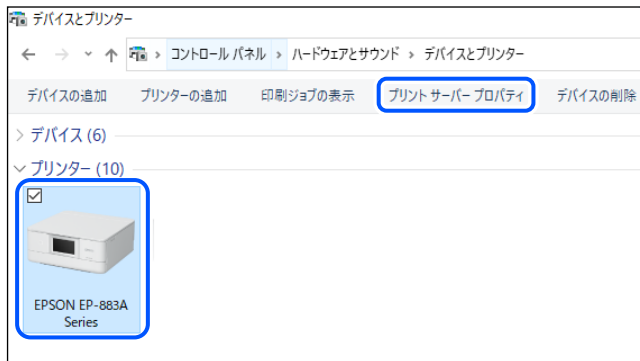 デバイスとプリンター
コントロール パネル › ハードウェアとサウンド › デバイスとプリンター
デバイスの追加 プリンターの追加 印刷ジョブの表示 プリント サーバー プロパティ デバイスの削除
デバイス (6)
プリンター (10)
EPSON EP-883A
Series